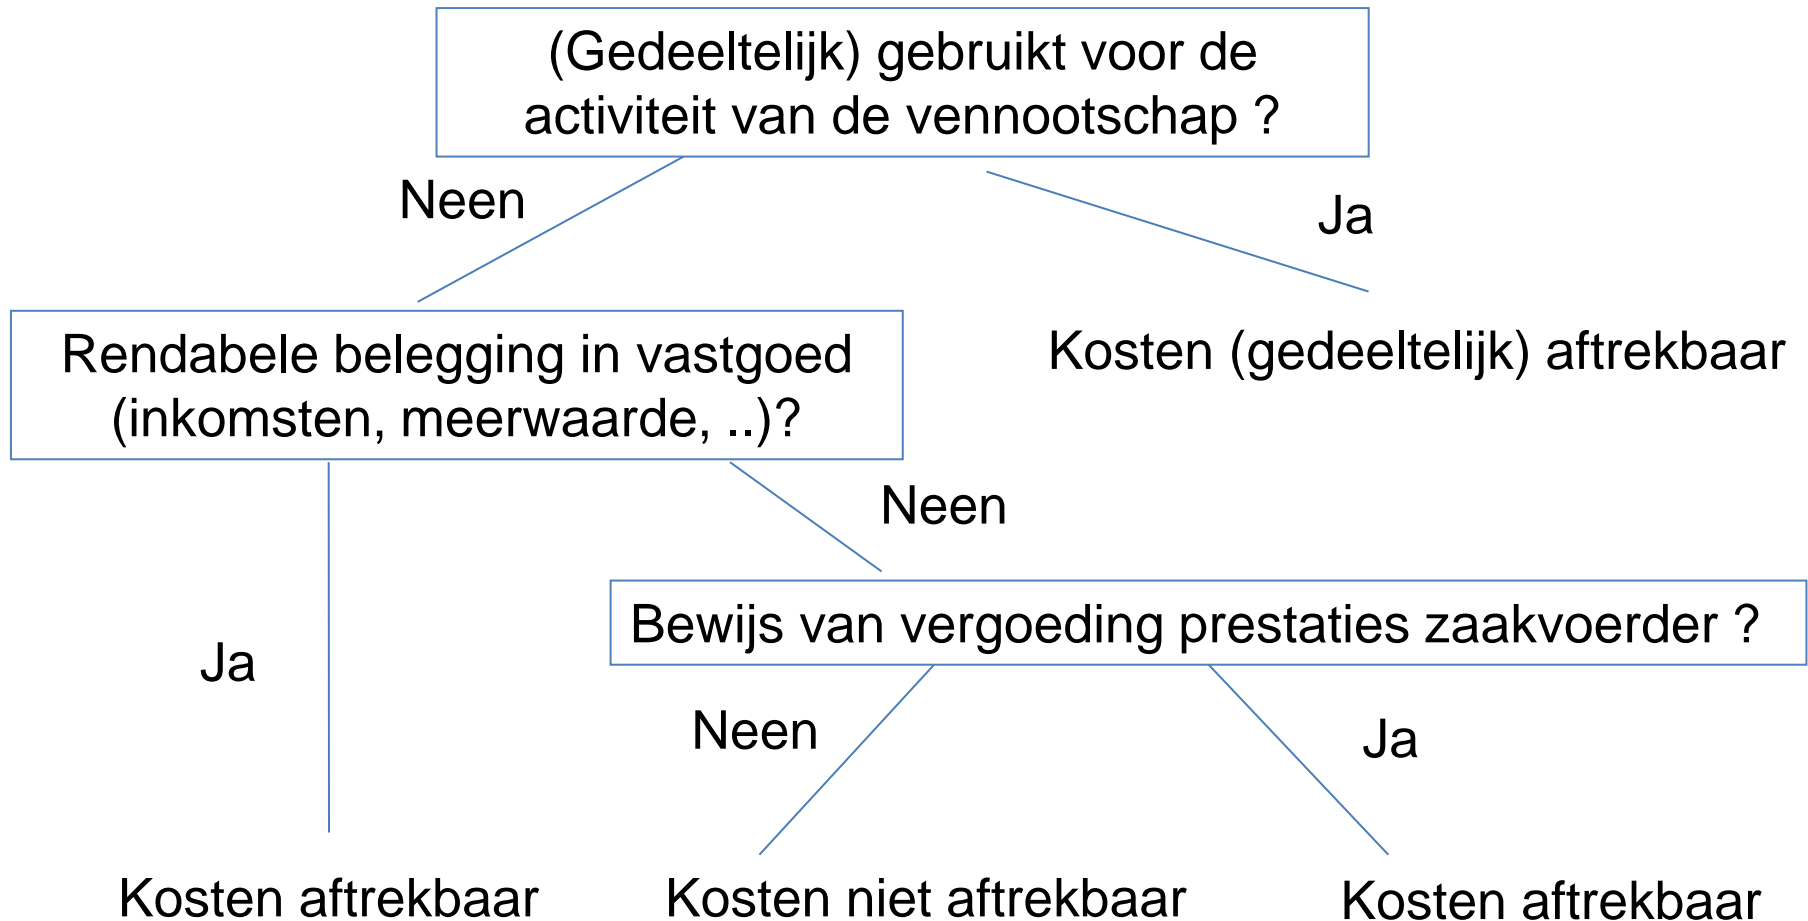 (Gedeeltelijk) gebruikt voor de
activiteit van de vennootschap ?
Neen
Ja
Rendabele belegging in vastgoed
(inkomsten, meerwaarde, ..)?
Kosten (gedeeltelijk) aftrekbaar
Neen
Bewijs van vergoeding prestaties zaakvoerder ?
Ja
Neen
Ja
Kosten aftrekbaar
Kosten niet aftrekbaar
Kosten aftrekbaar